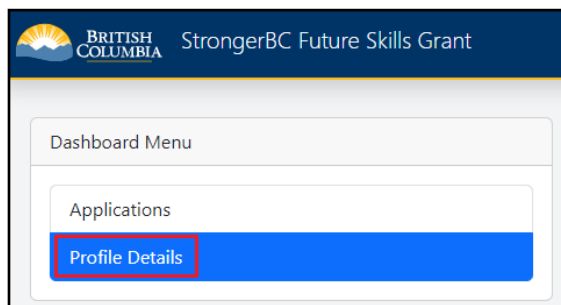 BRITISH
COLUMBIA
StrongerBC Future Skills Grant
Dashboard Menu
Applications
Profile Details